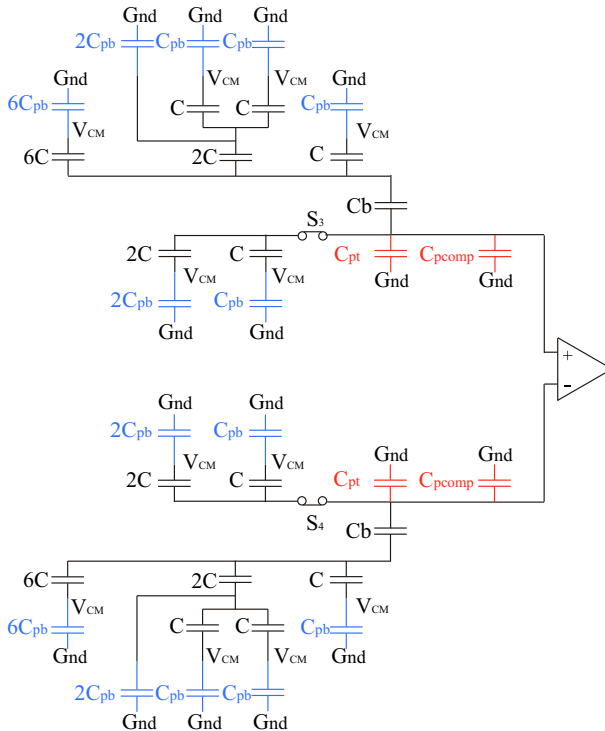 Gnd Gnd Gnd
2Cpb Cpb Cpb
Gnd Gnd
6Cpb VCM VCM Cpb
VCM C C VCM
6C 2C C
Cb
S3
2C C Cpt Cpcomp
VCM VCM Gnd Gnd
2Cpb Cpb
Gnd Gnd
+
-
Gnd Gnd
2Cpb Cpb
VCM VCM Gnd Gnd
2C C Cpt Cpcomp
S4
Cb
6C 2C C
VCM C C VCM
6Cpb VCM VCM Cpb
Gnd Gnd
2Cpb Cpb Cpb
Gnd Gnd Gnd